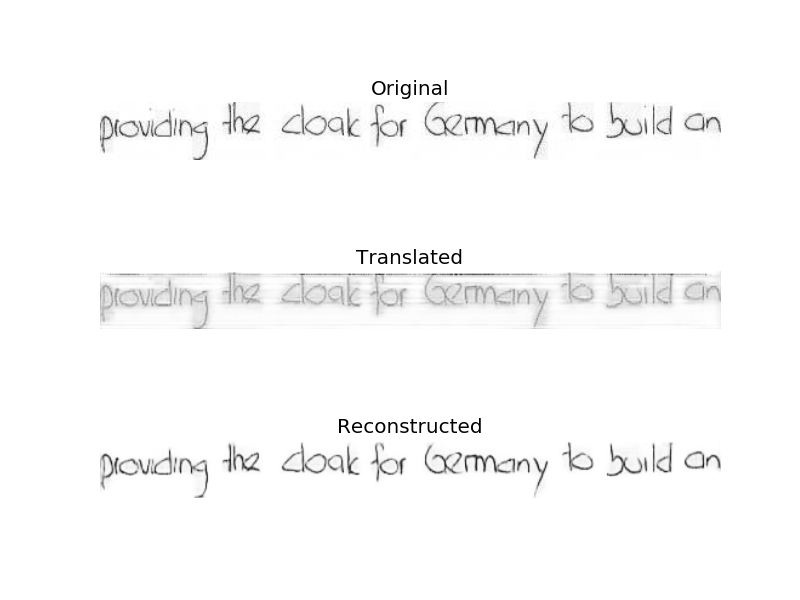 Original
providing the cloak for Germany to build an
Translated
providing the cloak for Germany to build an
Reconstructed
providing the cloak for Germany to build an